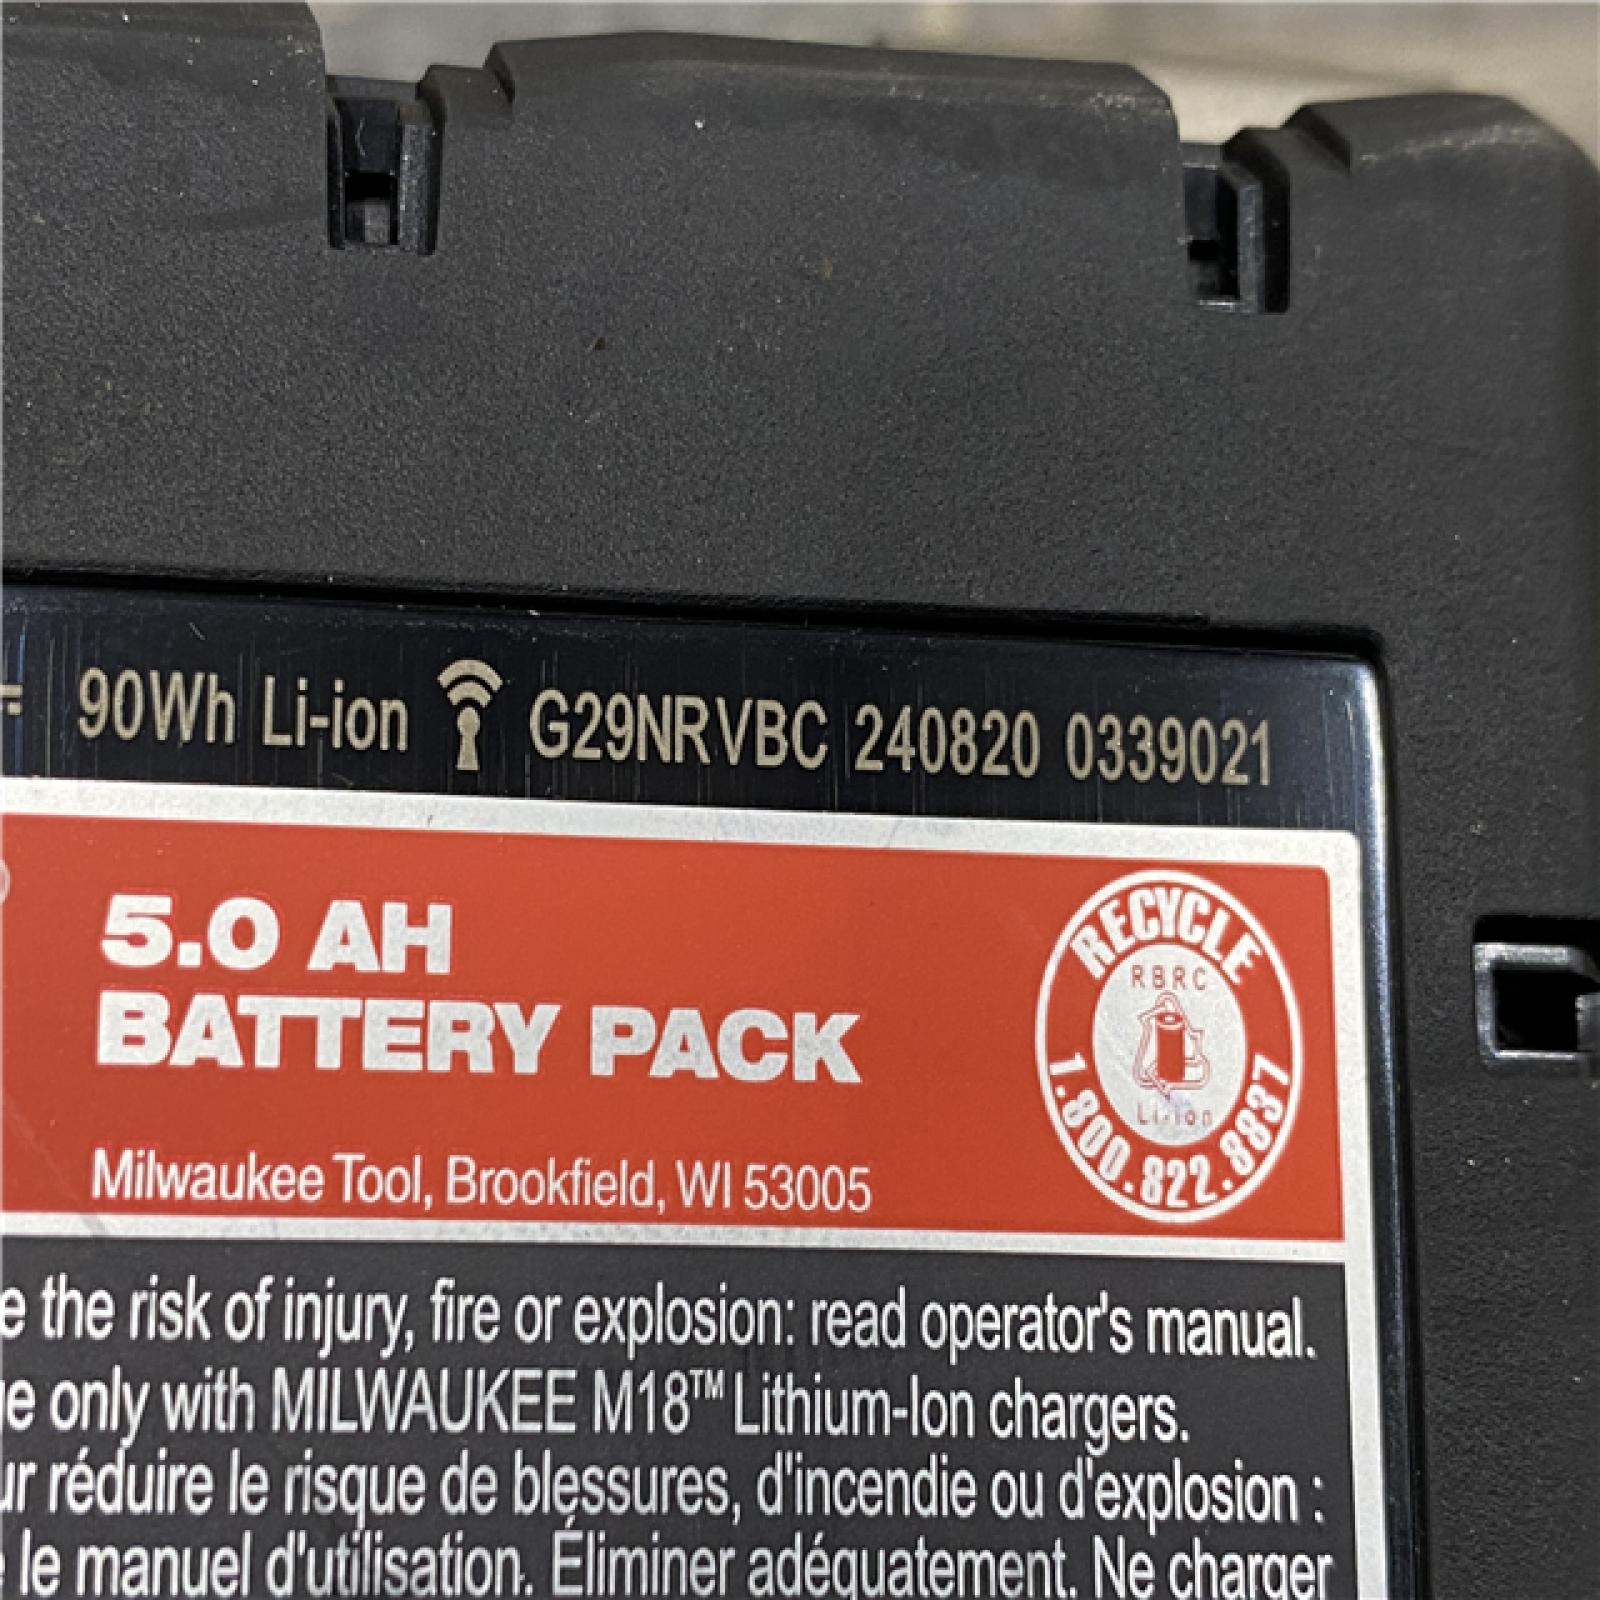 90Wh Li-ion G29NRVBC 240820 0339021
5.0 AH
BATTERY PACK
Milwaukee Tool, Brookfield, WI 53005
RECYCLE
RBRC
Li-ion
1.800.822.8837
the risk of injury, fire or explosion: read operator's manual.
only with MILWAUKEE M18™ Lithium-Ion chargers.
réduire le risque de blessures, d'incendie ou d'explosion :
le manuel d'utilisation. Éliminer adéquatement. Ne charger